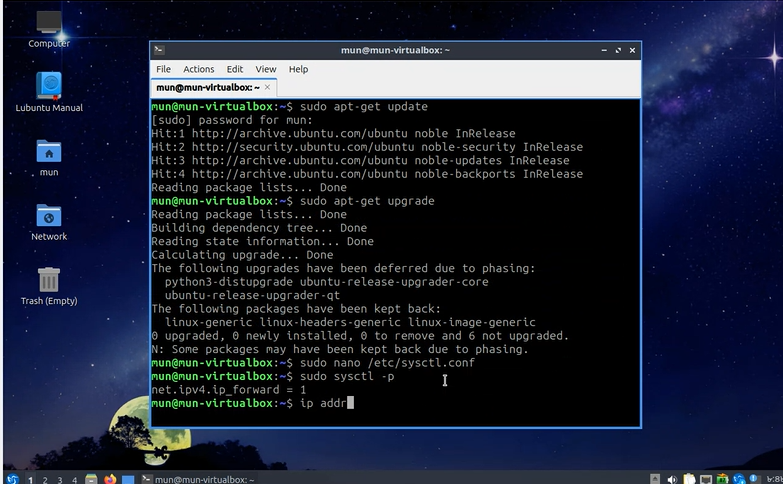 Computer
Lubuntu Manual
mun
Network
Trash (Empty)
mun@mun-virtualbox: ~
File Actions Edit View Help
mun@mun-virtualbox: ~ ×
mun@mun-virtualbox:~$ sudo apt-get update
[sudo] password for mun:
Hit:1 http://archive.ubuntu.com/ubuntu noble InRelease
Hit:2 http://security.ubuntu.com/ubuntu noble-security InRelease
Hit:3 http://archive.ubuntu.com/ubuntu noble-updates InRelease
Hit:4 http://archive.ubuntu.com/ubuntu noble-backports InRelease
Reading package lists... Done
mun@mun-virtualbox:~$ sudo apt-get upgrade
Reading package lists... Done
Building dependency tree... Done
Reading state information... Done
Calculating upgrade... Done
The following upgrades have been deferred due to phasing:
python3-distupgrade ubuntu-release-upgrader-core
ubuntu-release-upgrader-qt
The following packages have been kept back:
linux-generic linux-headers-generic linux-image-generic
0 upgraded, 0 newly installed, 0 to remove and 6 not upgraded.
N: Some packages may have been kept back due to phasing.
mun@mun-virtualbox:~$ sudo nano /etc/sysctl.conf
mun@mun-virtualbox:~$ sudo sysctl -p
net.ipv4.ip_forward = 1
mun@mun-virtualbox:~$ ip addr
1 2 3 4 mun@mun-virtualbox: ~